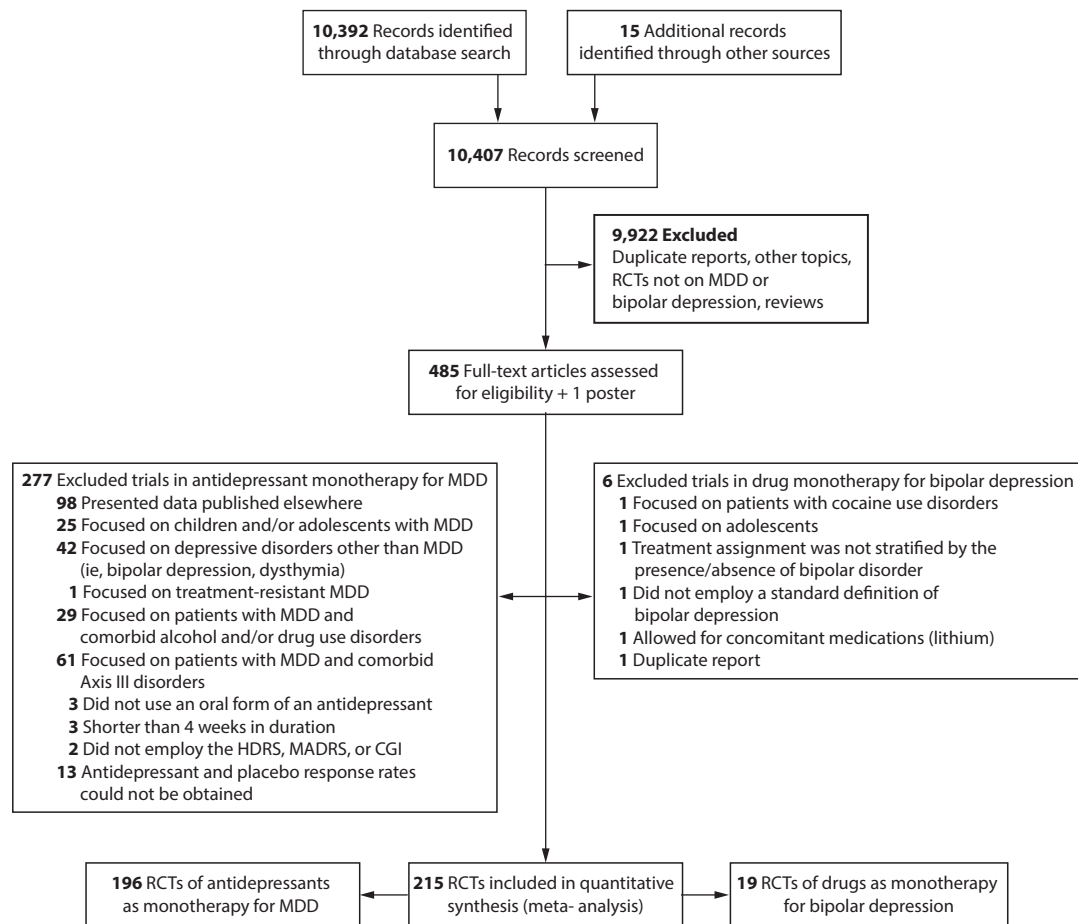 10,392 Records identified
through database search
15 Additional records
identified through other sources
10,407 Records screened
9,922 Excluded
Duplicate reports, other topics,
RCTs not on MDD or
bipolar depression, reviews
485 Full-text articles assessed
for eligibility + 1 poster
277 Excluded trials in antidepressant monotherapy for MDD
98 Presented data published elsewhere
25 Focused on children and/or adolescents with MDD
42 Focused on depressive disorders other than MDD
(ie, bipolar depression, dysthymia)
1 Focused on treatment-resistant MDD
29 Focused on patients with MDD and
comorbid alcohol and/or drug use disorders
61 Focused on patients with MDD and comorbid
Axis III disorders
3 Did not use an oral form of an antidepressant
3 Shorter than 4 weeks in duration
2 Did not employ the HDRS, MADRS, or CGI
13 Antidepressant and placebo response rates
could not be obtained
6 Excluded trials in drug monotherapy for bipolar depression
1 Focused on patients with cocaine use disorders
1 Focused on adolescents
1 Treatment assignment was not stratified by the
presence/absence of bipolar disorder
1 Did not employ a standard definition of
bipolar depression
1 Allowed for concomitant medications (lithium)
1 Duplicate report
196 RCTs of antidepressants
as monotherapy for MDD
215 RCTs included in quantitative
synthesis (meta- analysis)
19 RCTs of drugs as monotherapy
for bipolar depression